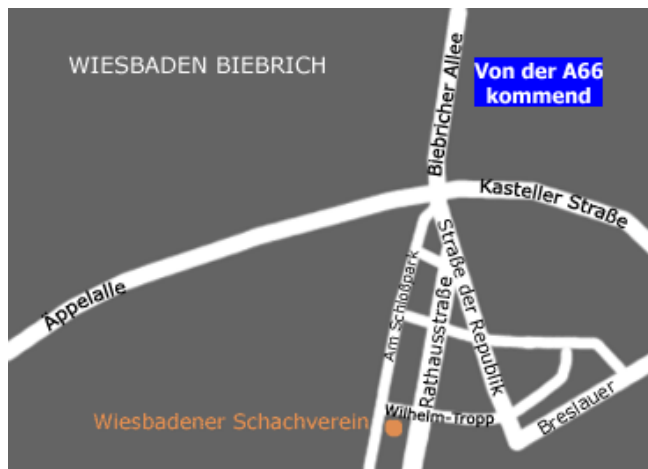 WIESBADEN BIEBRICH
Von der A66
kommend
Biebricher Allee
Kasteller Straße
Äppelalle
Am Schloßpark
Straße der Republik
Rathausstraße
Wilhelm-Tropp
Breslauer
Wiesbadener Schachverein